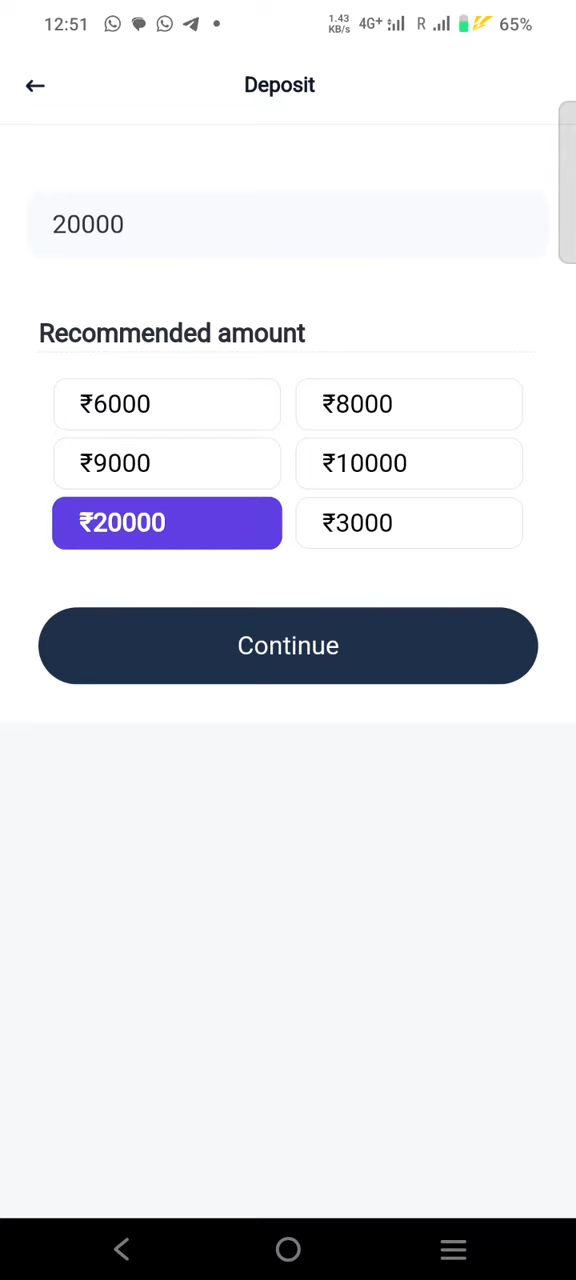 12:51 1.43 KB/s 4G+ R 65%
Deposit
20000
Recommended amount
₹6000 ₹8000
₹9000 ₹10000
₹20000 ₹3000
Continue